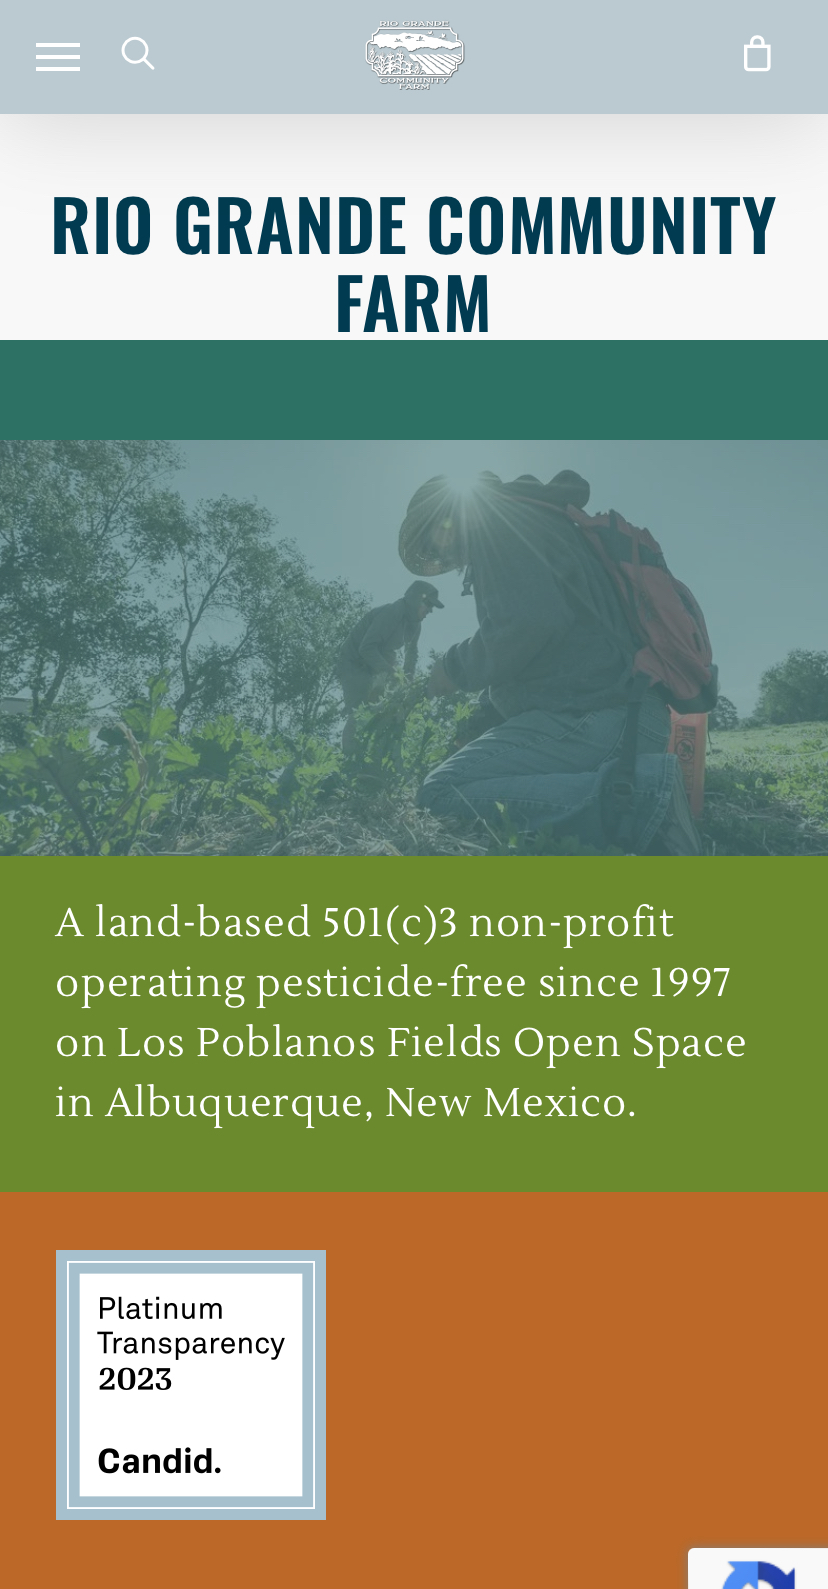 RIO GRANDE
COMMUNITY
FARM
RIO GRANDE COMMUNITY
FARM
A land-based 501(c)3 non-profit
operating pesticide-free since 1997
on Los Poblanos Fields Open Space
in Albuquerque, New Mexico.
Platinum
Transparency
2023
Candid.